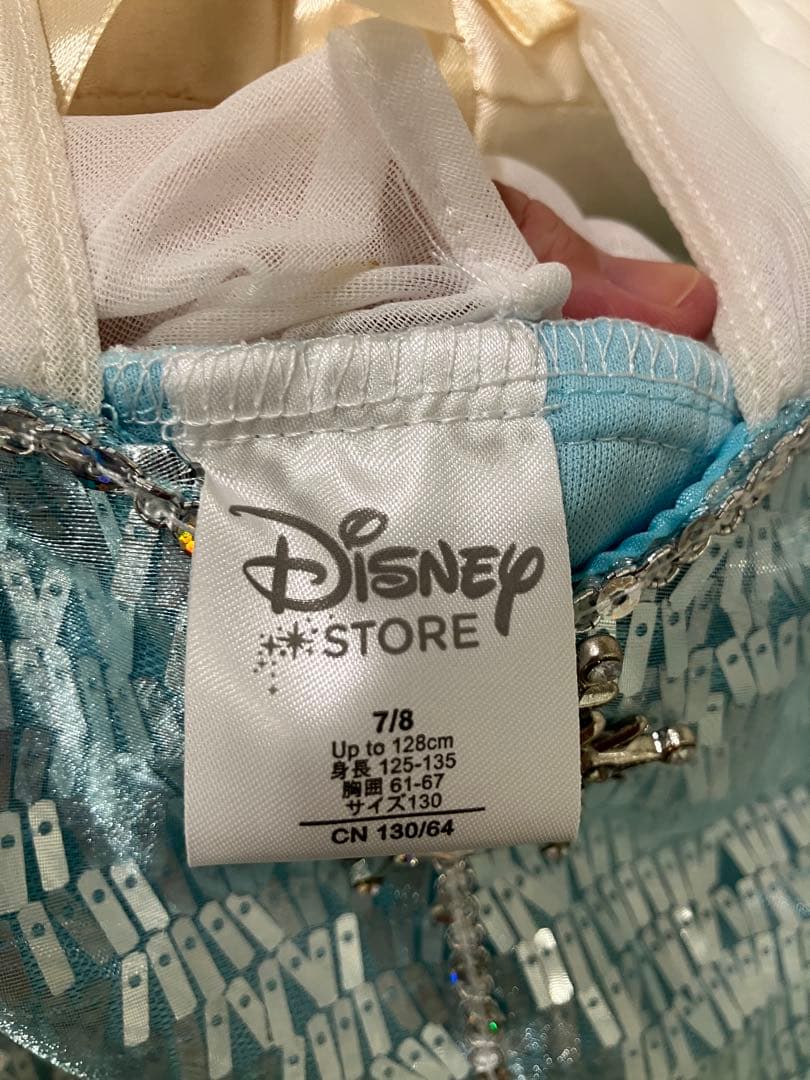 Disney
STORE
7/8
Up to 128cm
身長 125-135
胸囲 61-67
サイズ130
CN 130/64